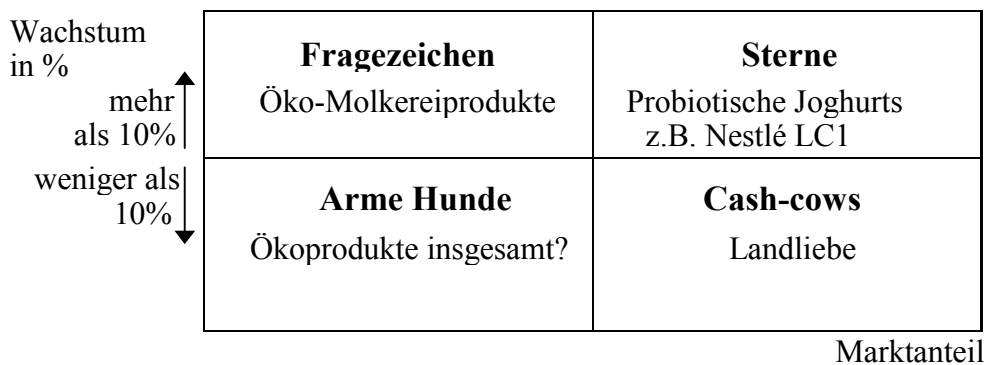 Wachstum
in %
mehr
als 10%
weniger als
10%
Fragezeichen
Öko-Molkereiprodukte
Sterne
Probiotische Joghurts
z.B. Nestlé LC1
Arme Hunde
Ökoprodukte insgesamt?
Cash-cows
Landliebe
Marktanteil